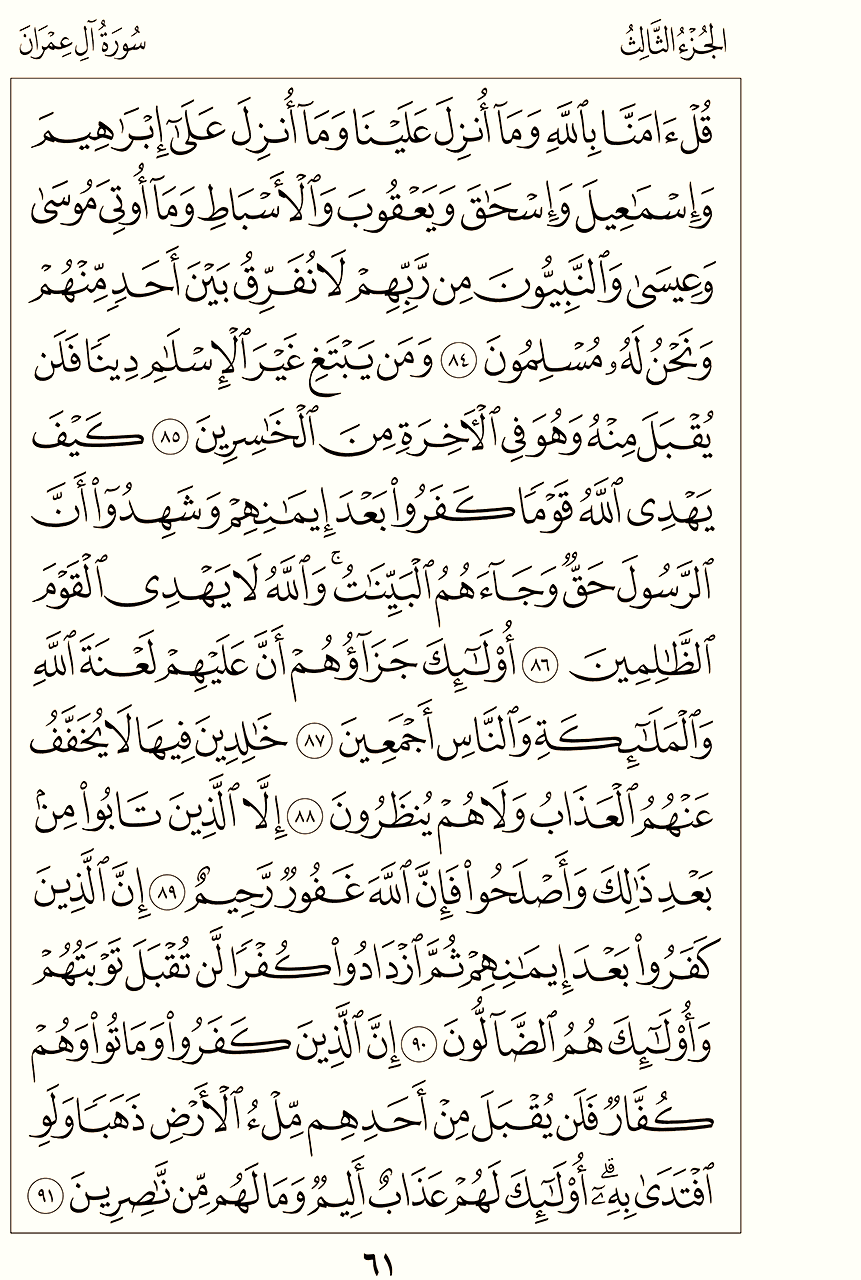 الجُزْءُ الثَّالِثُ
سُورَةُ آلِ عِمْرَانَ
قُلْ ءَامَنَّا بِٱللَّهِ وَمَآ أُنزِلَ عَلَيْنَا وَمَآ أُنزِلَ عَلَىٰٓ إِبْرَٰهِيمَ
وَإِسْمَٰعِيلَ وَإِسْحَٰقَ وَيَعْقُوبَ وَٱلْأَسْبَاطِ وَمَآ أُوتِىَ مُوسَىٰ
وَعِيسَىٰ وَٱلنَّبِيُّونَ مِن رَّبِّهِمْ لَا نُفَرِّقُ بَيْنَ أَحَدٍ مِّنْهُمْ
وَنَحْنُ لَهُۥ مُسْلِمُونَ ٨٤ وَمَن يَبْتَغِ غَيْرَ ٱلْإِسْلَٰمِ دِينًا فَلَن
يُقْبَلَ مِنْهُ وَهُوَ فِى ٱلْأَخِرَةِ مِنَ ٱلْخَٰسِرِينَ ٨٥ كَيْفَ
يَهْدِى ٱللَّهُ قَوْمًا كَفَرُوا۟ بَعْدَ إِيمَٰنِهِمْ وَشَهِدُوٓا۟ أَنَّ
ٱلرَّسُولَ حَقٌّ وَجَآءَهُمُ ٱلْبَيِّنَٰتُ ۚ وَٱللَّهُ لَا يَهْدِى ٱلْقَوْمَ
ٱلظَّٰلِمِينَ ٨٦ أُو۟لَٰٓئِكَ جَزَآؤُهُمْ أَنَّ عَلَيْهِمْ لَعْنَةَ ٱللَّهِ
وَٱلْمَلَٰٓئِكَةِ وَٱلنَّاسِ أَجْمَعِينَ ٨٧ خَٰلِدِينَ فِيهَا لَا يُخَفَّفُ
عَنْهُمُ ٱلْعَذَابُ وَلَا هُمْ يُنظَرُونَ ٨٨ إِلَّا ٱلَّذِينَ تَابُوا۟ مِنۢ
بَعْدِ ذَٰلِكَ وَأَصْلَحُوا۟ فَإِنَّ ٱللَّهَ غَفُورٌ رَّحِيمٌ ٨٩ إِنَّ ٱلَّذِينَ
كَفَرُوا۟ بَعْدَ إِيمَٰنِهِمْ ثُمَّ ٱزْدَادُوا۟ كُفْرًا لَّن تُقْبَلَ تَوْبَتُهُمْ
وَأُو۟لَٰٓئِكَ هُمُ ٱلضَّآلُّونَ ٩٠ إِنَّ ٱلَّذِينَ كَفَرُوا۟ وَمَاتُوا۟ وَهُمْ
كُفَّارٌ فَلَن يُقْبَلَ مِنْ أَحَدِهِم مِّلْءُ ٱلْأَرْضِ ذَهَبًا وَلَوِ
ٱفْتَدَىٰ بِهِۦٓ ۗ أُو۟لَٰٓئِكَ لَهُمْ عَذَابٌ أَلِيمٌ وَمَا لَهُم مِّن نَّٰصِرِينَ ٩١
٦١